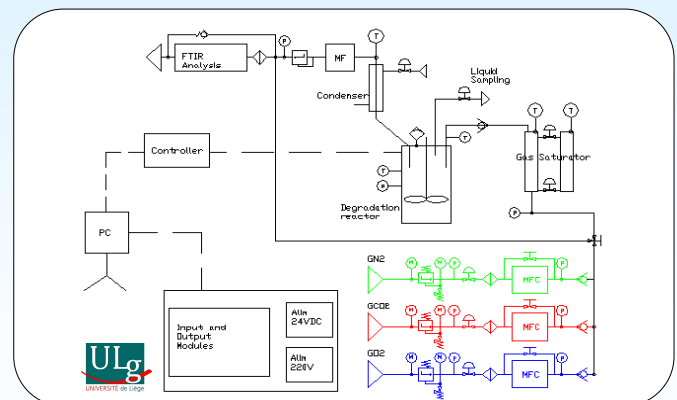 T
P
FTIR
Analysis
MF
Condenser
Liquid
Sampling
T
T
T
Controller
Gas Saturator
T
P
Degradation
reactor
P
PC
GN2
M
M
P
P
MFC
GCO2
M
M
P
P
MFC
Input and
Output
Modules
Alim
24VDC
Alim
220V
GO2
M
M
P
P
MFC
ULg
UNIVERSITÉ de Liège